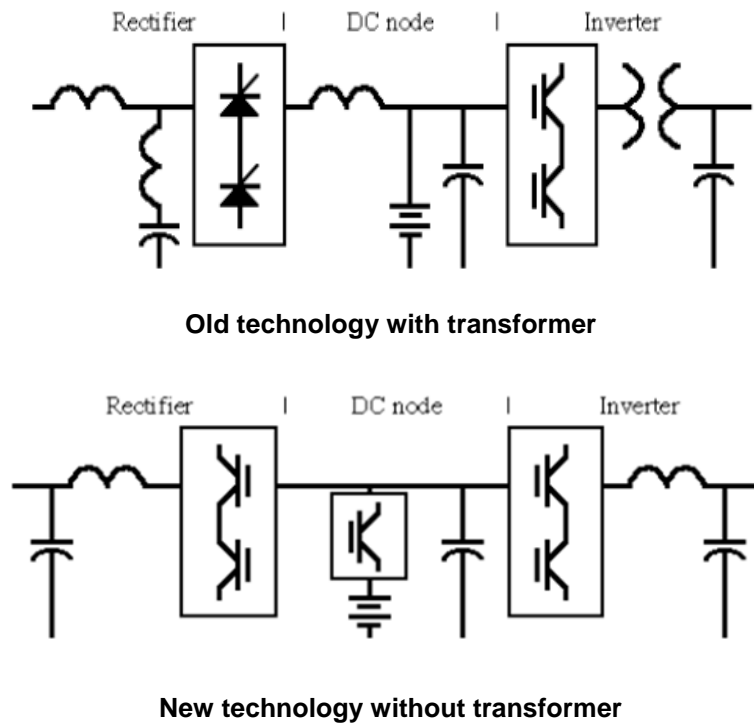 Rectifier | DC node | Inverter
Old technology with transformer
Rectifier | DC node | Inverter
New technology without transformer